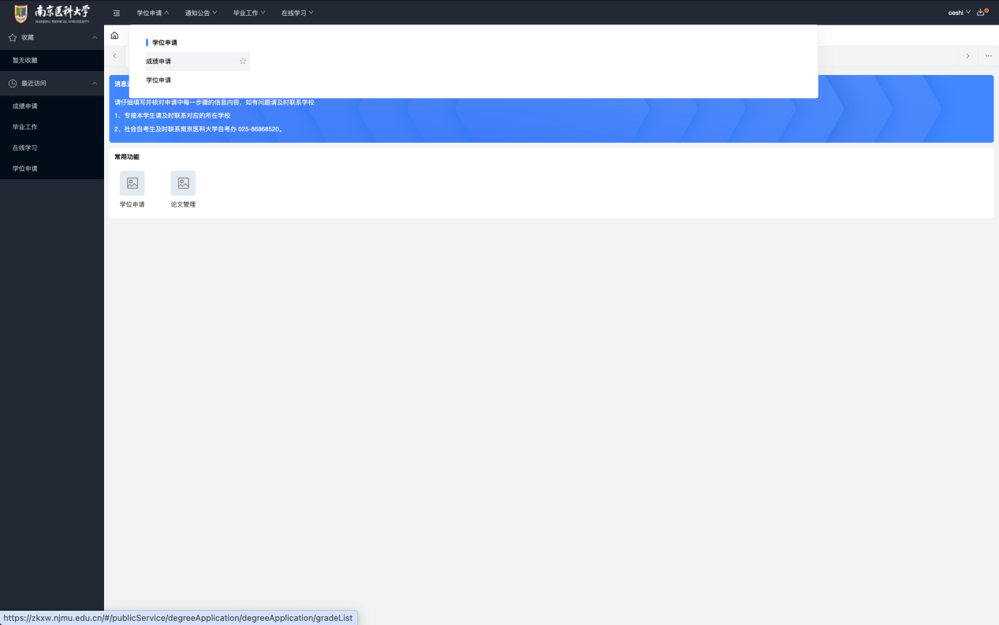 南京医科大学
NANJING MEDICAL UNIVERSITY
学位申请
通知公告
毕业工作
在线学习
ceshi
收藏
暂无收藏
最近访问
成绩申请
毕业工作
在线学习
学位申请
学位申请
成绩申请
学位申请
消息
请仔细填写并核对申请中每一步骤的信息内容，如有问题请及时联系学校
1、专接本学生请及时联系对应的所在学校
2、社会自考生及时联系南京医科大学自考办 025-86868520。
常用功能
学位申请
论文管理
https://zkxw.njmu.edu.cn/#/publicService/degreeApplication/degreeApplication/gradeList